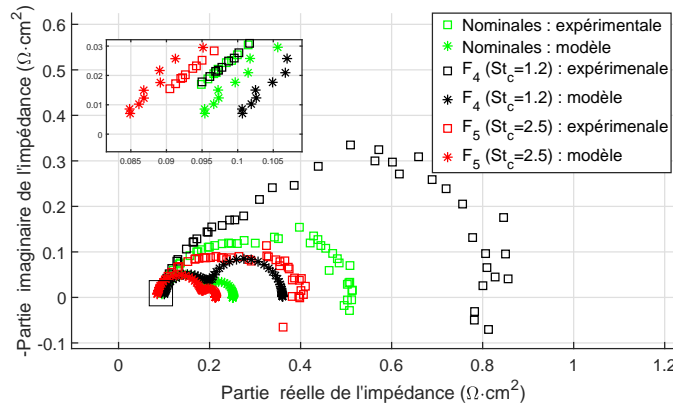 0.6
0.5
0.4
0.3
0.2
0.1
0
-0.1
-Partie imaginaire de l'impédance (Ω·cm²)
0.03
0.02
0.01
0
0.085
0.09
0.095
0.1
0.105
Nominales : expérimentale
Nominales : modèle
F4 (Stc=1.2) : expérimenale
F4 (Stc=1.2) : modèle
F5 (Stc=2.5) : expérimenale
F5 (Stc=2.5) : modèle
0 0.2 0.4 0.6 0.8 1 1.2
Partie réelle de l'impédance (Ω·cm²)